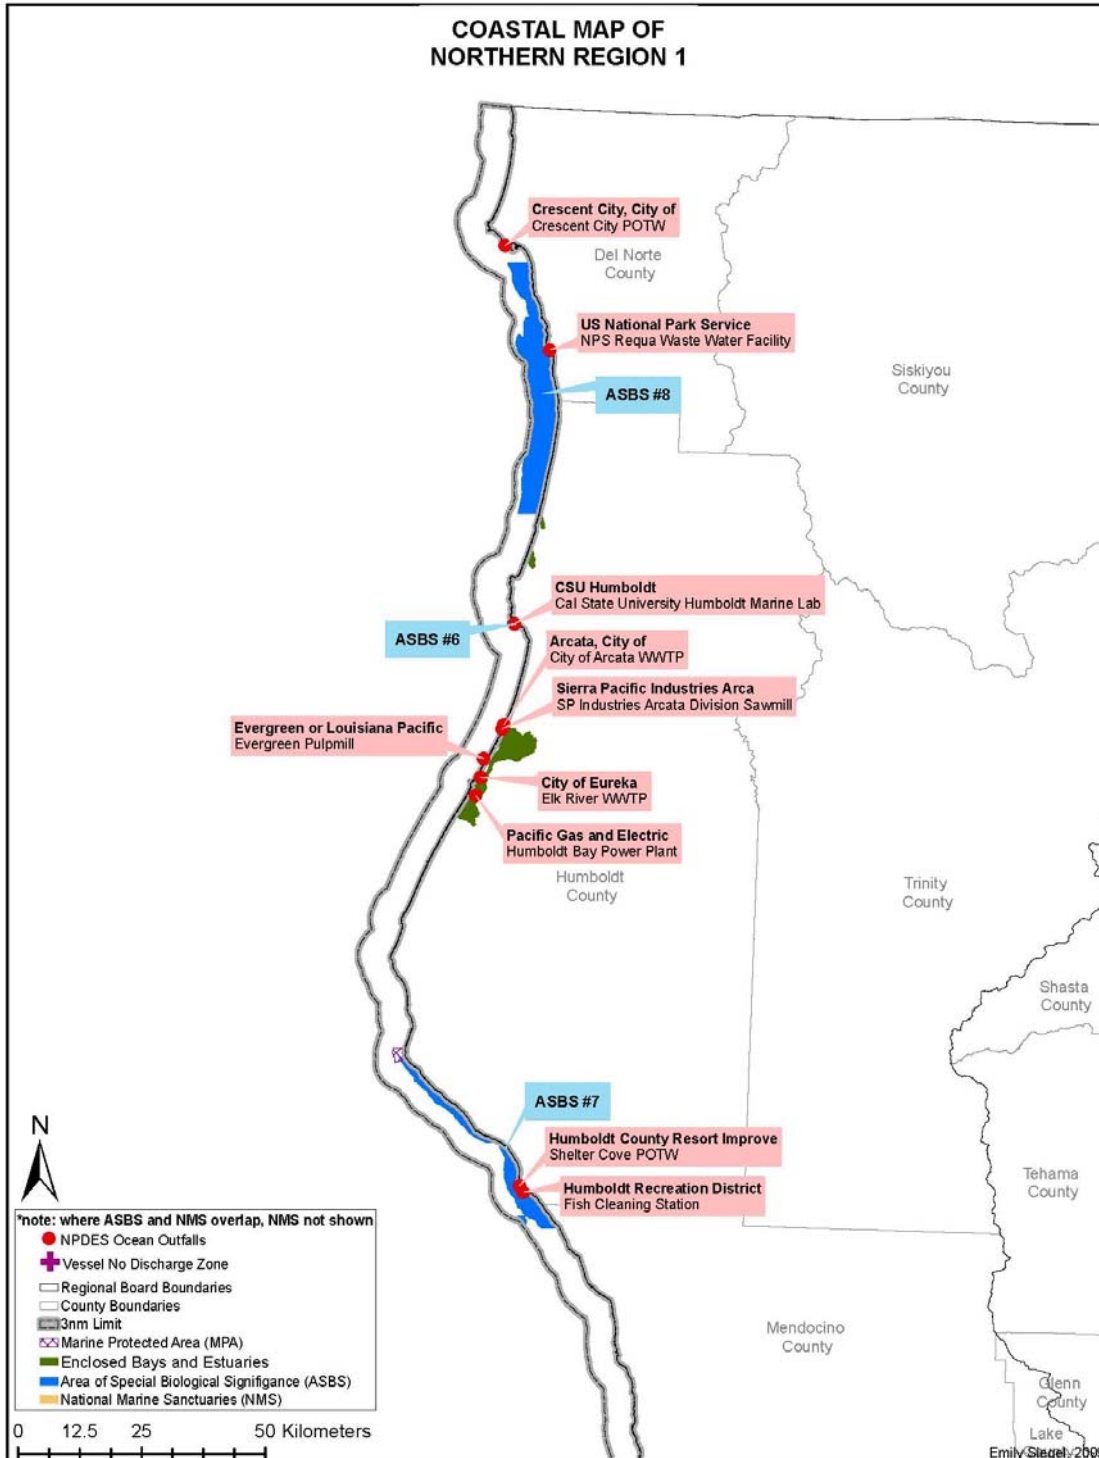 COASTAL MAP OF
NORTHERN REGION 1
Crescent City, City of
Crescent City POTW
Del Norte
County
US National Park Service
NPS Requa Waste Water Facility
Siskiyou
County
ASBS #8
CSU Humboldt
Cal State University Humboldt Marine Lab
ASBS #6
Arcata, City of
City of Arcata WWTP
Sierra Pacific Industries Arca
SP Industries Arcata Division Sawmill
Evergreen or Louisiana Pacific
Evergreen Pulpmill
City of Eureka
Elk River WWTP
Pacific Gas and Electric
Humboldt Bay Power Plant
Humboldt
County
Trinity
County
Shasta
County
ASBS #7
Humboldt County Resort Improve
Shelter Cove POTW
Humboldt Recreation District
Fish Cleaning Station
Tehama
County
N
*note: where ASBS and NMS overlap, NMS not shown
NPDES Ocean Outfalls
Vessel No Discharge Zone
Regional Board Boundaries
County Boundaries
3nm Limit
Marine Protected Area (MPA)
Enclosed Bays and Estuaries
Area of Special Biological Signifigance (ASBS)
National Marine Sanctuaries (NMS)
Mendocino
County
Glenn
County
Lake
0 12.5 25 50 Kilometers
Emily Siegel, 2009